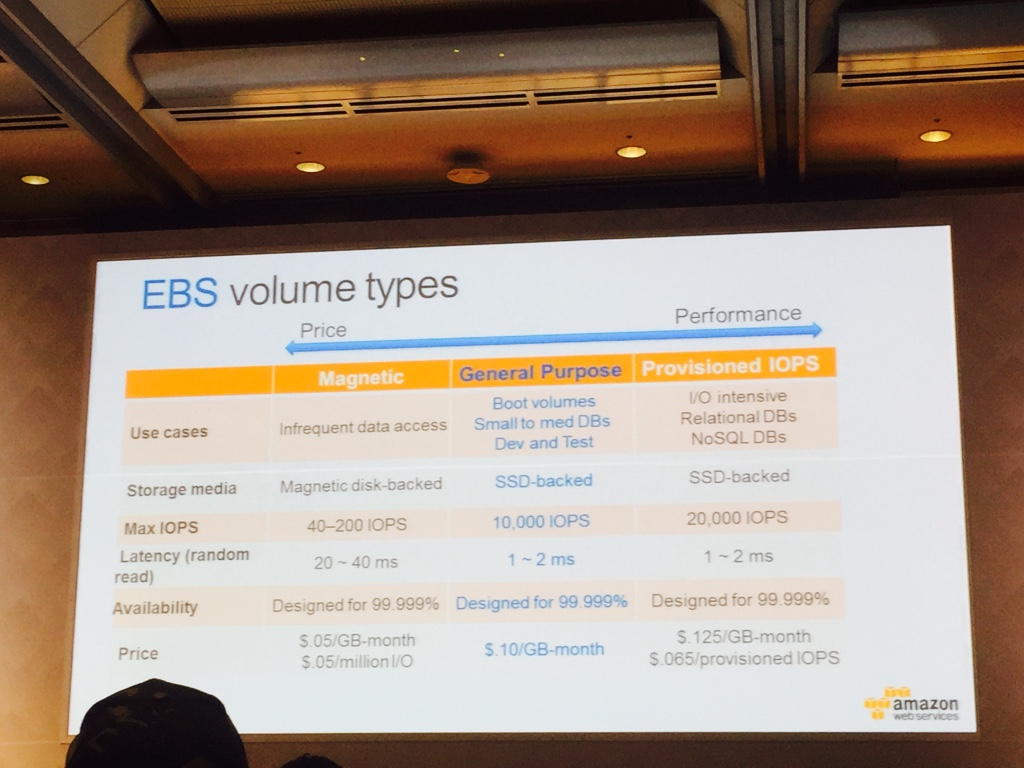 EBS volume types
Price
Performance
Magnetic
General Purpose
Provisioned IOPS
Use cases
Infrequent data access
Boot volumes
Small to med DBs
Dev and Test
I/O intensive
Relational DBs
NoSQL DBs
Storage media
Magnetic disk-backed
SSD-backed
SSD-backed
Max IOPS
40–200 IOPS
10,000 IOPS
20,000 IOPS
Latency (random
read)
20 ~ 40 ms
1 ~ 2 ms
1 ~ 2 ms
Availability
Designed for 99.999%
Designed for 99.999%
Designed for 99.999%
Price
$.05/GB-month
$.05/million I/O
$.10/GB-month
$.125/GB-month
$.065/provisioned IOPS
amazon
web services